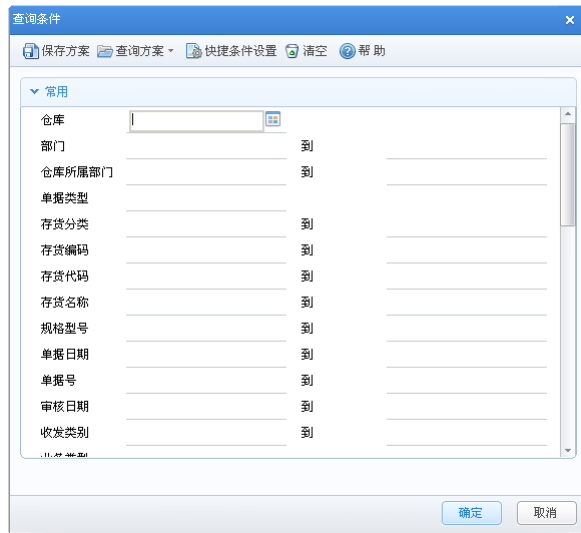 查询条件
保存方案 查询方案 快捷条件设置 清空 帮助
常用
仓库
部门 到
仓库所属部门 到
单据类型
存货分类 到
存货编码 到
存货代码 到
存货名称 到
规格型号 到
单据日期 到
单据号 到
审核日期 到
收发类别 到
业务类型
确定 取消